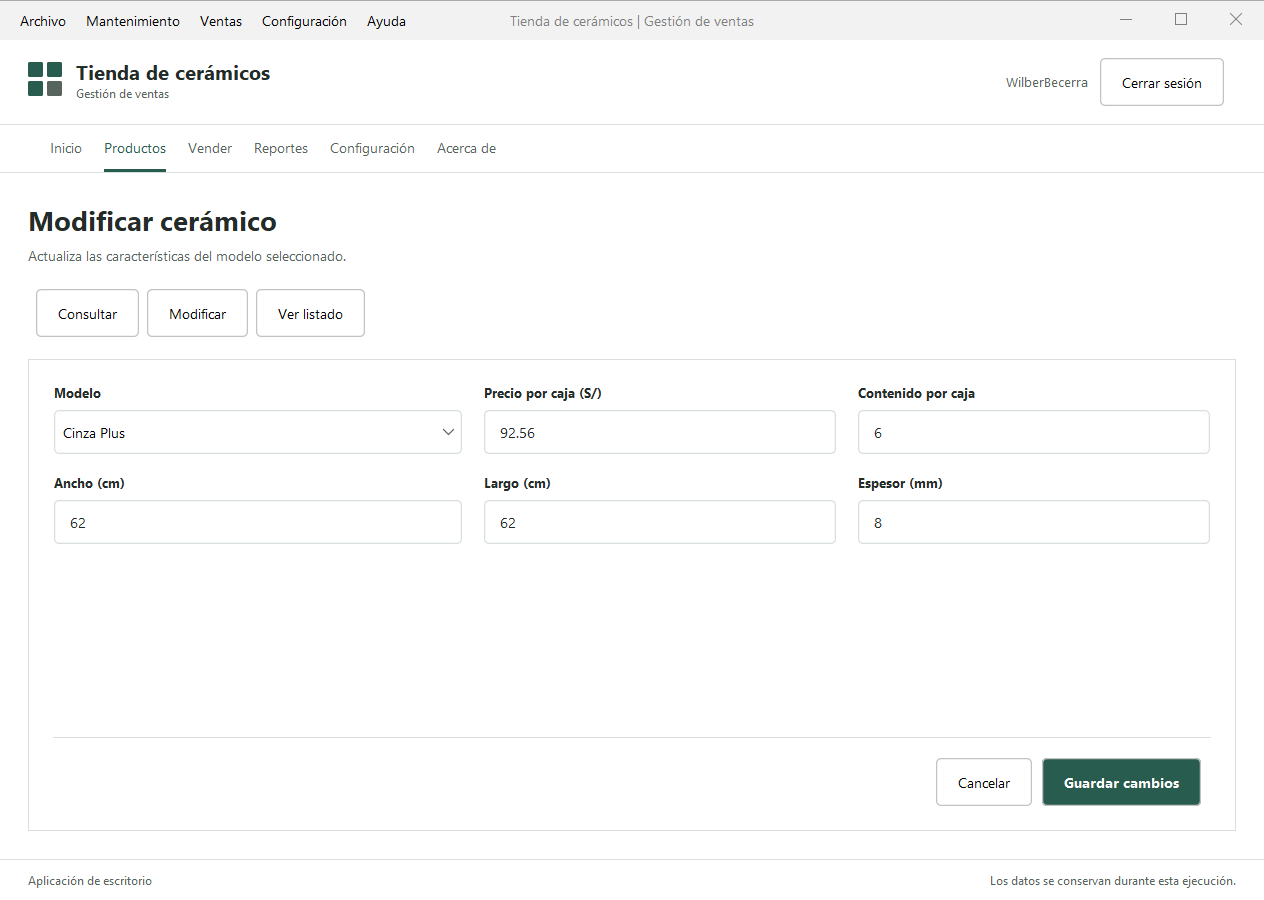 Archivo Mantenimiento Ventas Configuración Ayuda Tienda de cerámicos | Gestión de ventas
Tienda de cerámicos
Gestión de ventas
WilberBecerra Cerrar sesión
Inicio Productos Vender Reportes Configuración Acerca de
Modificar cerámico
Actualiza las características del modelo seleccionado.
Consultar Modificar Ver listado
Modelo Precio por caja (S/) Contenido por caja
Cinza Plus 92.56 6
Ancho (cm) Largo (cm) Espesor (mm)
62 62 8
Cancelar Guardar cambios
Aplicación de escritorio Los datos se conservan durante esta ejecución.